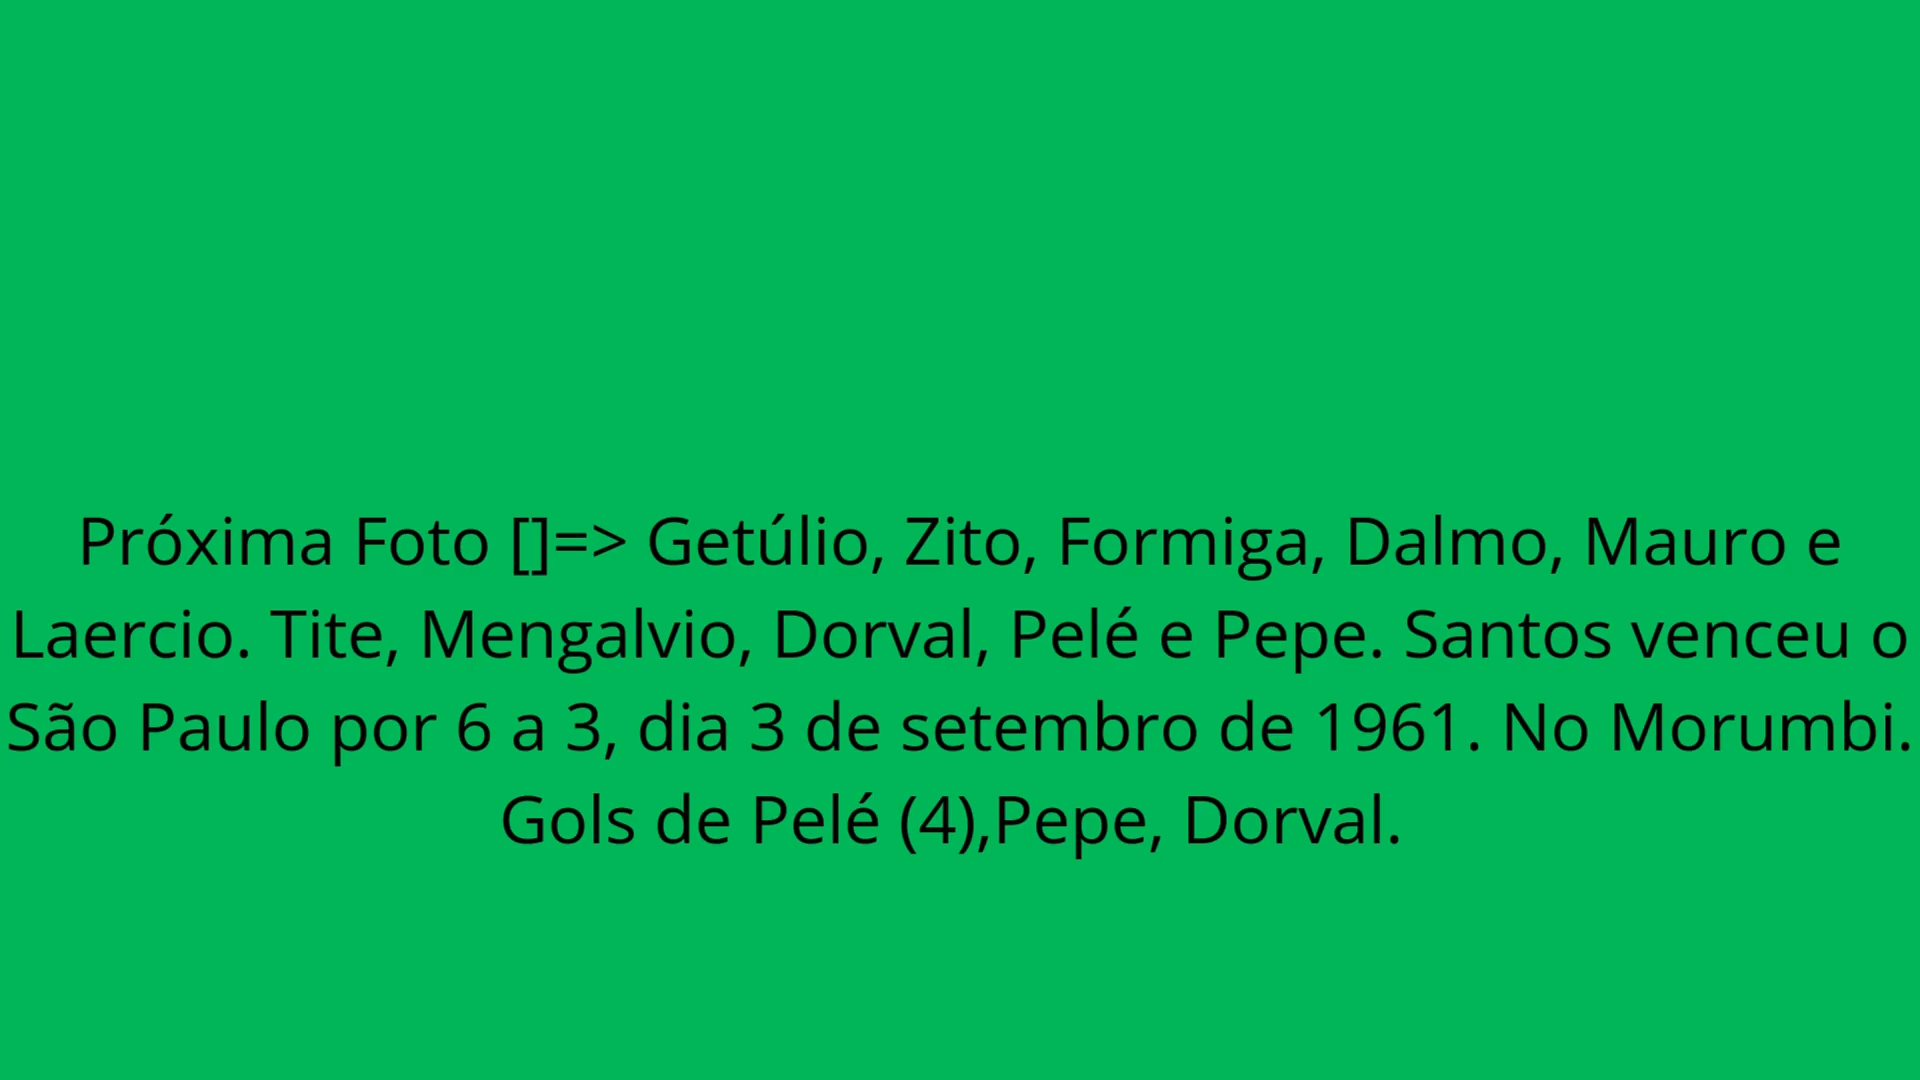 Próxima Foto []=> Getúlio, Zito, Formiga, Dalmo, Mauro e
Laercio. Tite, Mengalvio, Dorval, Pelé e Pepe. Santos venceu o
São Paulo por 6 a 3, dia 3 de setembro de 1961. No Morumbi.
Gols de Pelé (4),Pepe, Dorval.